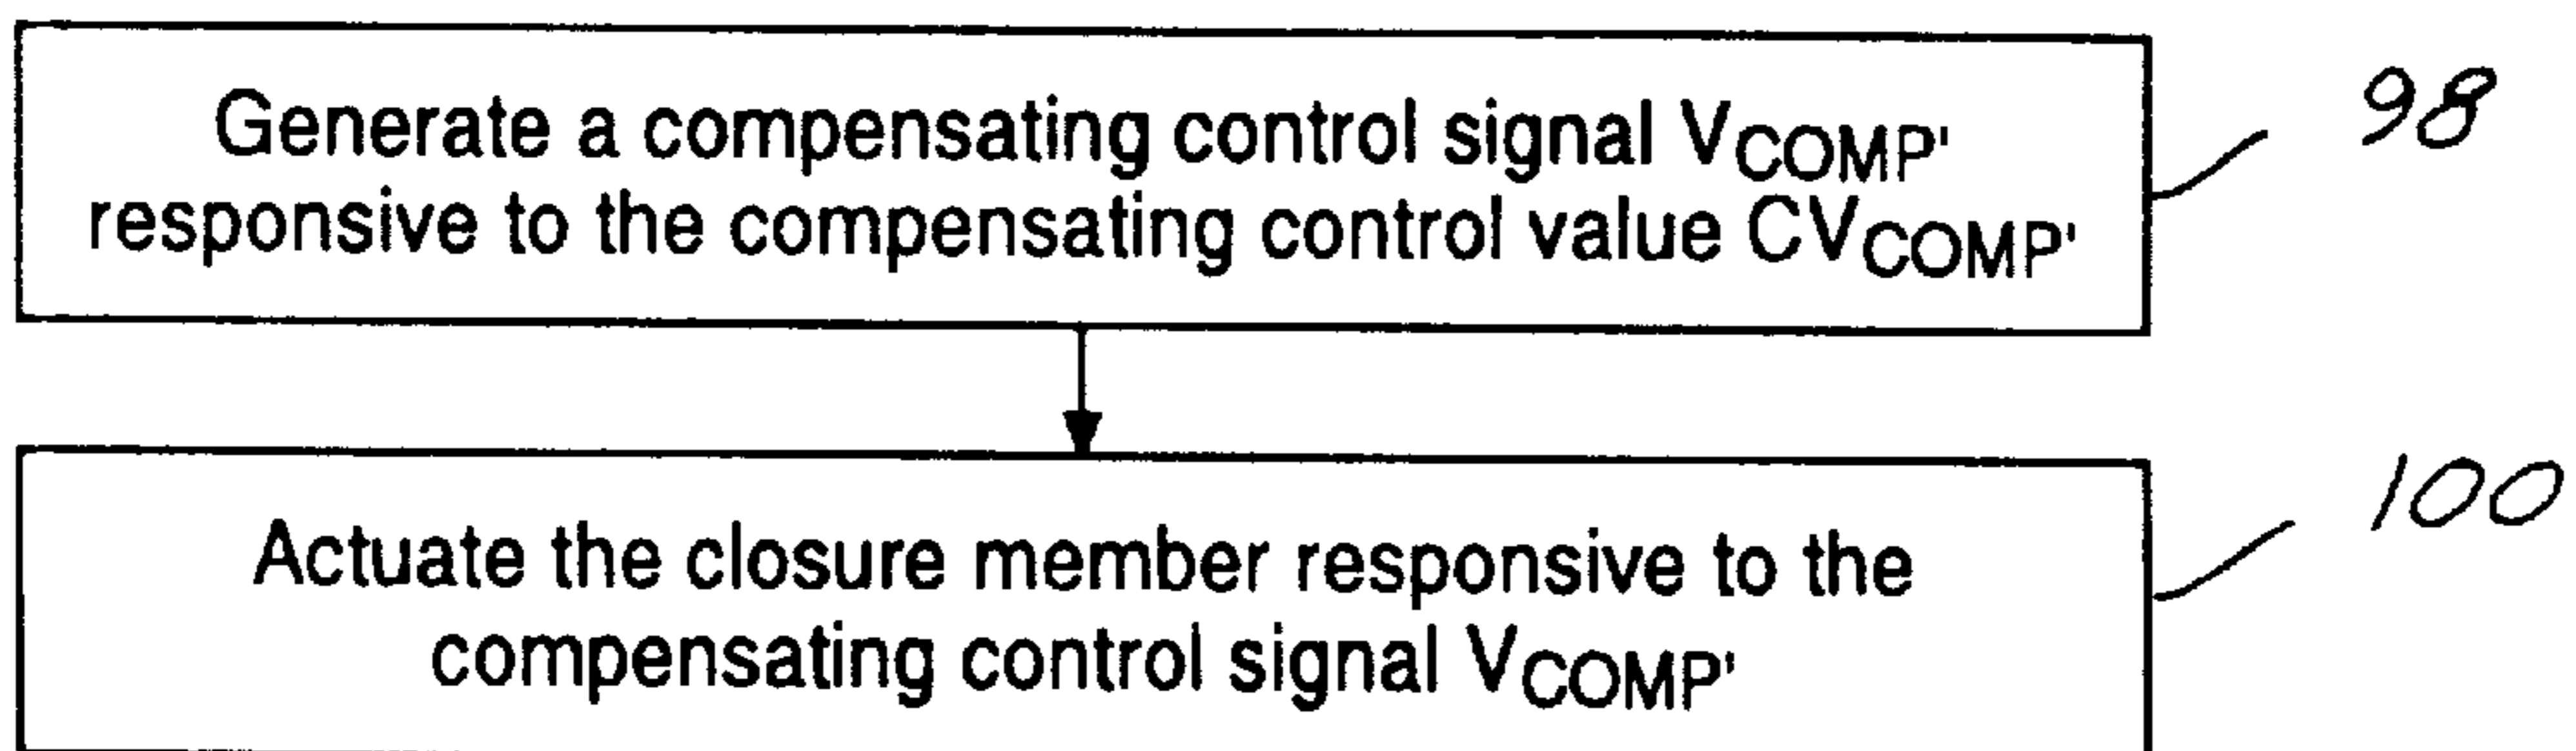 Generate a compensating control signal VCOMP'
responsive to the compensating control value CVCOMP'
98
Actuate the closure member responsive to the
compensating control signal VCOMP'
100